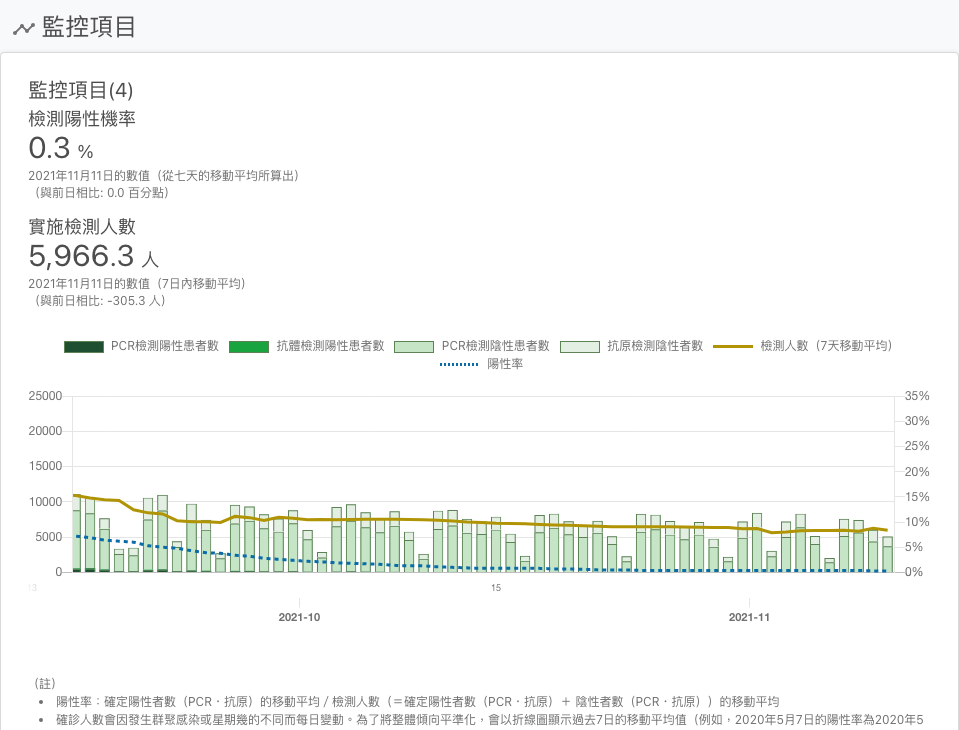 監控項目
監控項目(4)
檢測陽性機率
0.3 %
2021年11月11日的數值（從七天的移動平均所算出）
（與前日相比: 0.0 百分點）
實施檢測人數
5,966.3 人
2021年11月11日的數值（7日內移動平均）
（與前日相比: -305.3 人）
PCR檢測陽性患者數 抗體檢測陽性患者數 PCR檢測陰性患者數 抗原檢測陰性者數 檢測人數（7天移動平均）
陽性率
25000 35%
30%
20000
25%
15000 20%
10000 15%
10%
5000 5%
0 0%
13 15
2021-10 2021-11
（註）
• 陽性率：確定陽性者數（PCR・抗原）的移動平均 / 檢測人數（＝確定陽性者數（PCR・抗原）＋ 陰性者數（PCR・抗原））的移動平均
• 確診人數會因發生群聚感染或星期幾的不同而每日變動。為了將整體傾向平準化，會以折線圖顯示過去7日的移動平均值（例如，2020年5月7日的陽性率為2020年5